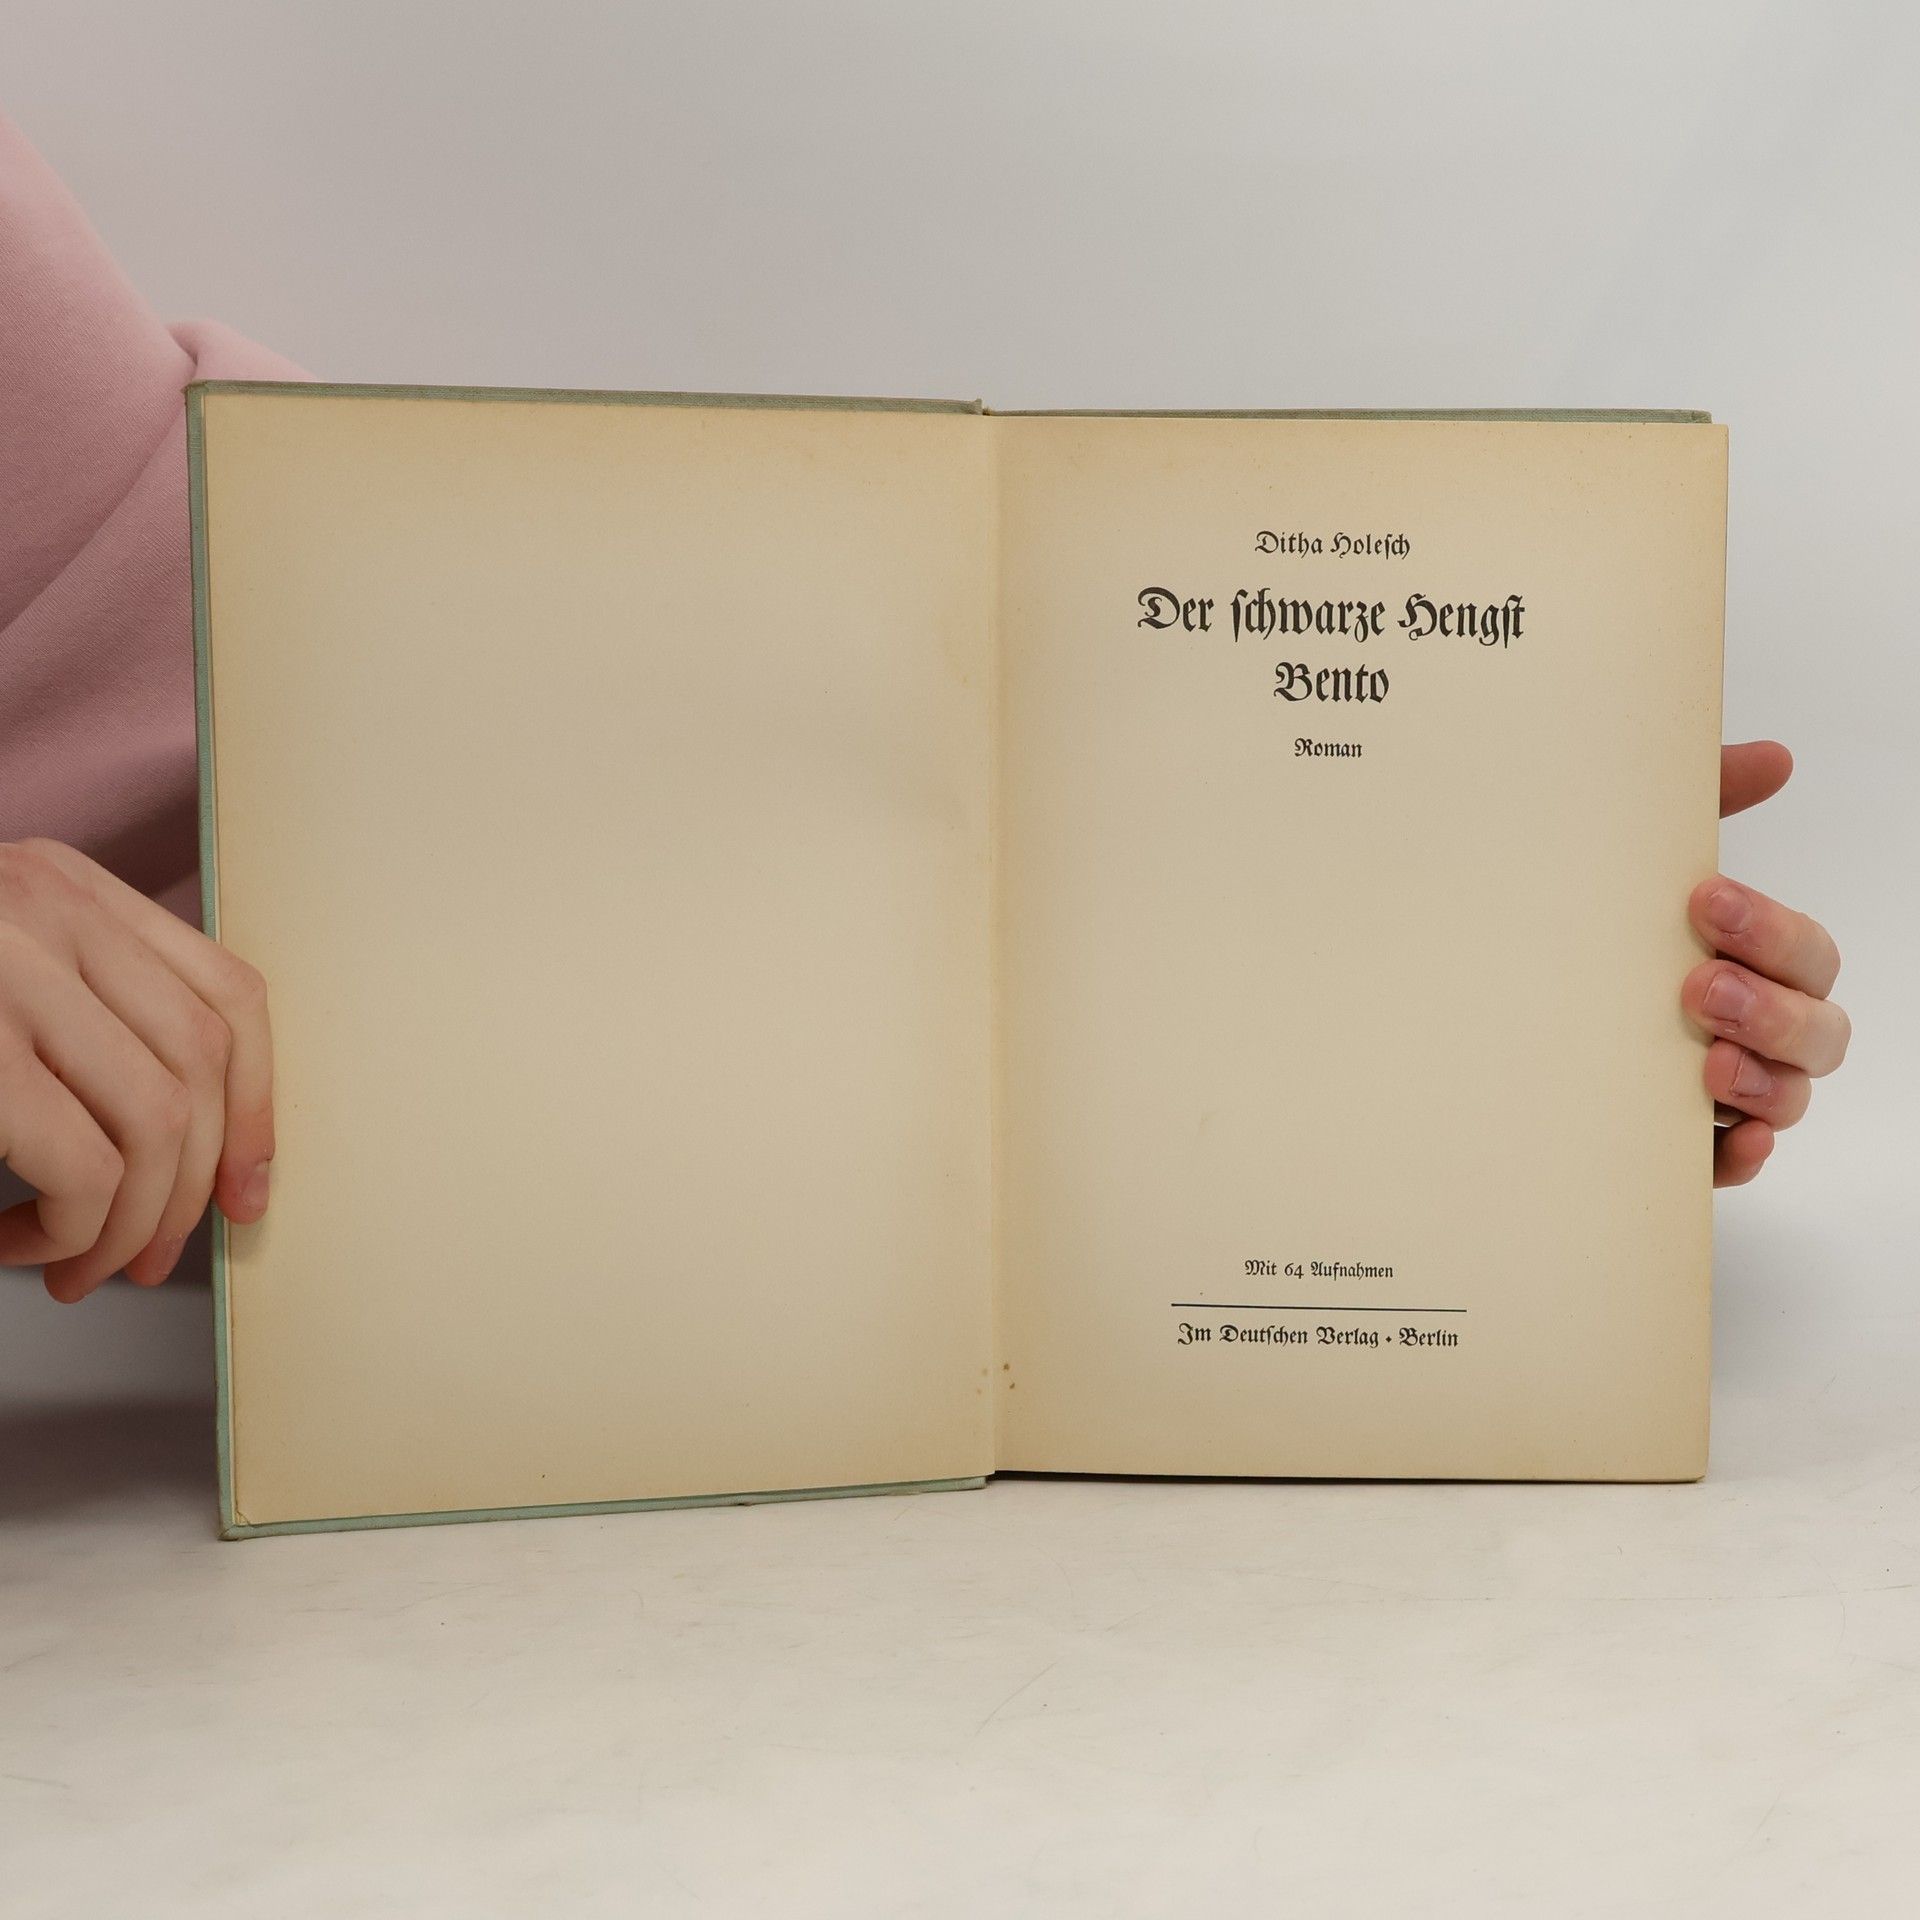 Ditha Holeſch
Der ſchwarze Hengſt
Bento
Roman
Mit 64 Aufnahmen
Im Deutſchen Verlag • Berlin